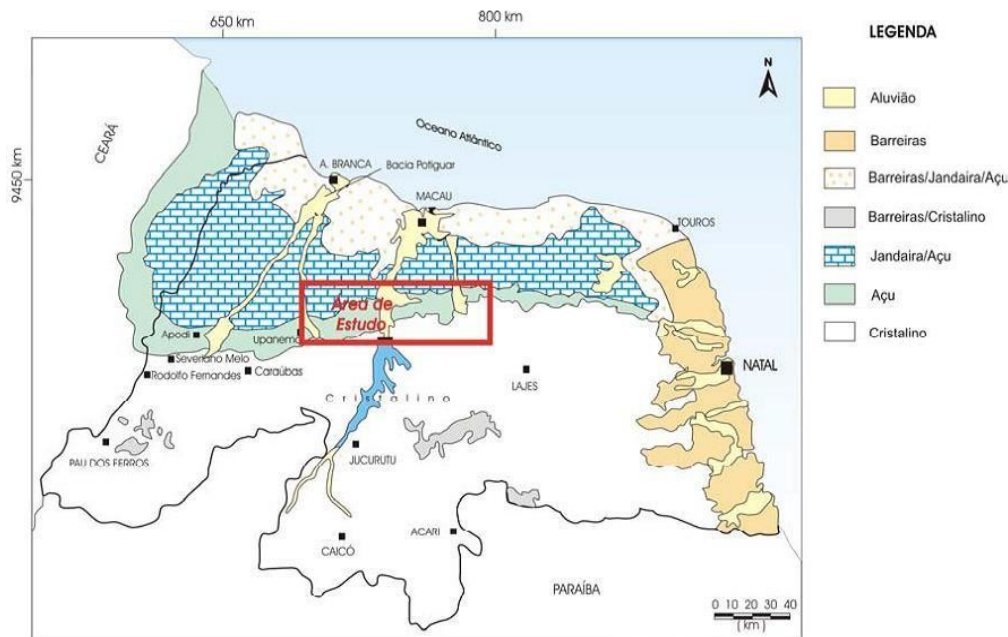 650 km
800 km
9450 km
CEARÁ
N
Oceano Atlântico
A. BRANCA
Bacia Potiguar
MACAU
TOUROS
Área de
Estudo
Apodi
Upanema
Severiano Melo
Rodolfo Fernandes
Caraúbas
LAJES
NATAL
Cristalino
PAU DOS FERROS
JUCURUTU
ACARI
CAICÓ
PARAÍBA
0 10 20 30 40
(km)
LEGENDA
Aluvião
Barreiras
Barreiras/Jandaira/Açu
Barreiras/Cristalino
Jandaira/Açu
Açu
Cristalino